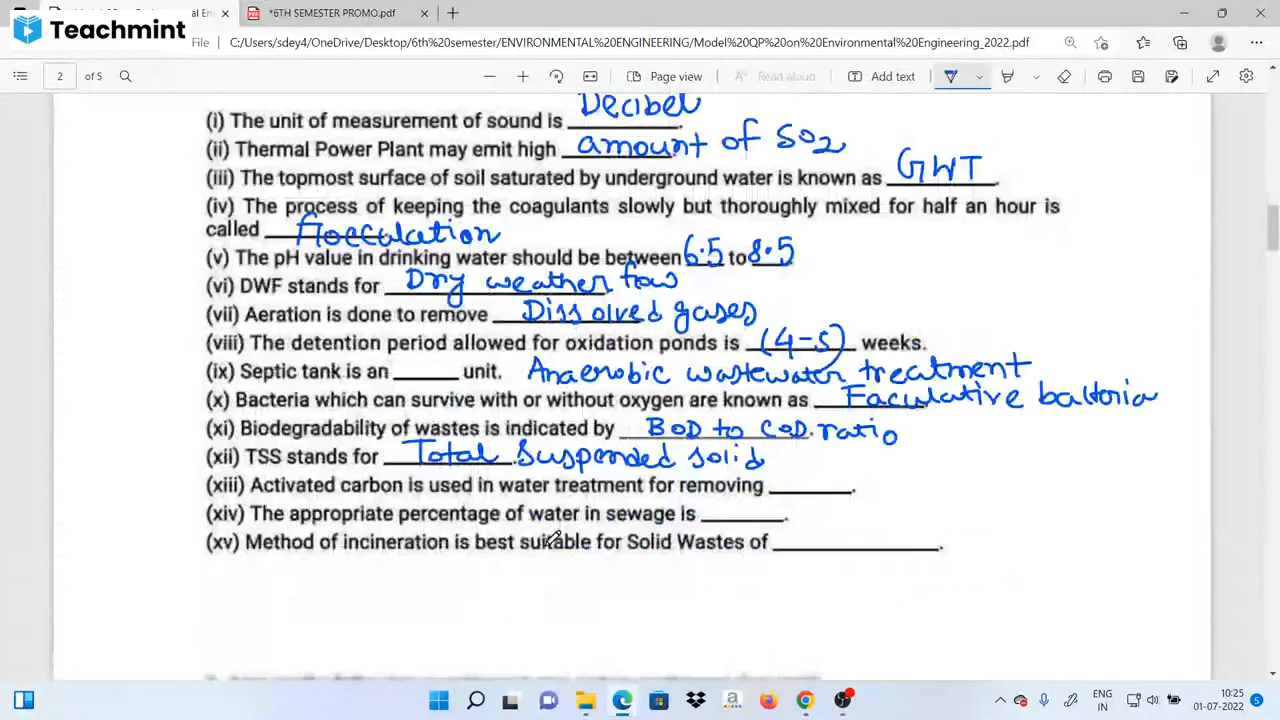 Teachmint
*6TH SEMESTER PROMO.pdf
File C:/Users/sdey4/OneDrive/Desktop/6th%20semester/ENVIRONMENTAL%20ENGINEERING/Model%20QP%20on%20Environmental%20Engineering_2022.pdf
2 of 5 Page view Read aloud Add text
(i) The unit of measurement of sound is Decibel.
(ii) Thermal Power Plant may emit high amount of SO2
(iii) The topmost surface of soil saturated by underground water is known as GWT.
(iv) The process of keeping the coagulants slowly but thoroughly mixed for half an hour is
called flocculation
(v) The pH value in drinking water should be between 6.5 to 8.5
(vi) DWF stands for Dry weather flow
(vii) Aeration is done to remove Dissolved gases
(viii) The detention period allowed for oxidation ponds is (4-5) weeks.
(ix) Septic tank is an ______ unit. Anaerobic wastewater treatment
(x) Bacteria which can survive with or without oxygen are known as Faculative bacteria
(xi) Biodegradability of wastes is indicated by BOD to COD. ratio
(xii) TSS stands for Total Suspended solid
(xiii) Activated carbon is used in water treatment for removing ________.
(xiv) The appropriate percentage of water in sewage is ________.
(xv) Method of incineration is best suitable for Solid Wastes of ________________.
ENG
IN
10:25
01-07-2022
5